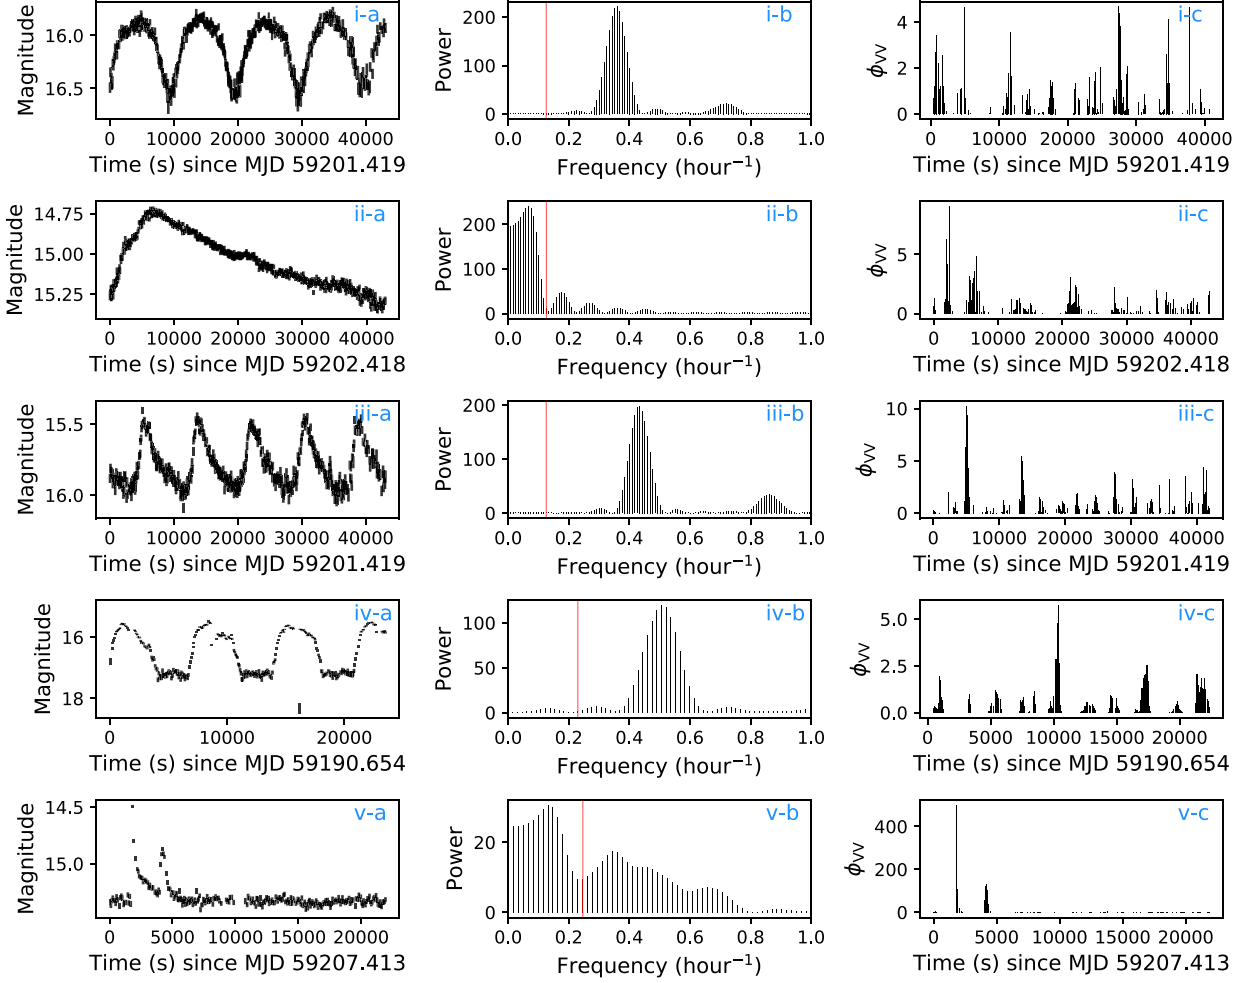 i-a
Magnitude
16.0
16.5
0 10000 20000 30000 40000
Time (s) since MJD 59201.419
i-b
Power
200
100
0
0.0 0.2 0.4 0.6 0.8 1.0
Frequency (hour⁻¹)
i-c
ϕVV
4
2
0
0 10000 20000 30000 40000
Time (s) since MJD 59201.419
ii-a
Magnitude
14.75
15.00
15.25
0 10000 20000 30000 40000
Time (s) since MJD 59202.418
ii-b
Power
200
100
0
0.0 0.2 0.4 0.6 0.8 1.0
Frequency (hour⁻¹)
ii-c
ϕVV
5
0
0 10000 20000 30000 40000
Time (s) since MJD 59202.418
iii-a
Magnitude
15.5
16.0
0 10000 20000 30000 40000
Time (s) since MJD 59201.419
iii-b
Power
200
100
0
0.0 0.2 0.4 0.6 0.8 1.0
Frequency (hour⁻¹)
iii-c
ϕVV
10
5
0
0 10000 20000 30000 40000
Time (s) since MJD 59201.419
iv-a
Magnitude
16
18
0 10000 20000
Time (s) since MJD 59190.654
iv-b
Power
100
50
0
0.0 0.2 0.4 0.6 0.8 1.0
Frequency (hour⁻¹)
iv-c
ϕVV
5.0
2.5
0.0
0 5000 10000 15000 20000
Time (s) since MJD 59190.654
v-a
Magnitude
14.5
15.0
0 5000 10000 15000 20000
Time (s) since MJD 59207.413
v-b
Power
20
0
0.0 0.2 0.4 0.6 0.8 1.0
Frequency (hour⁻¹)
v-c
ϕVV
400
200
0
0 5000 10000 15000 20000
Time (s) since MJD 59207.413